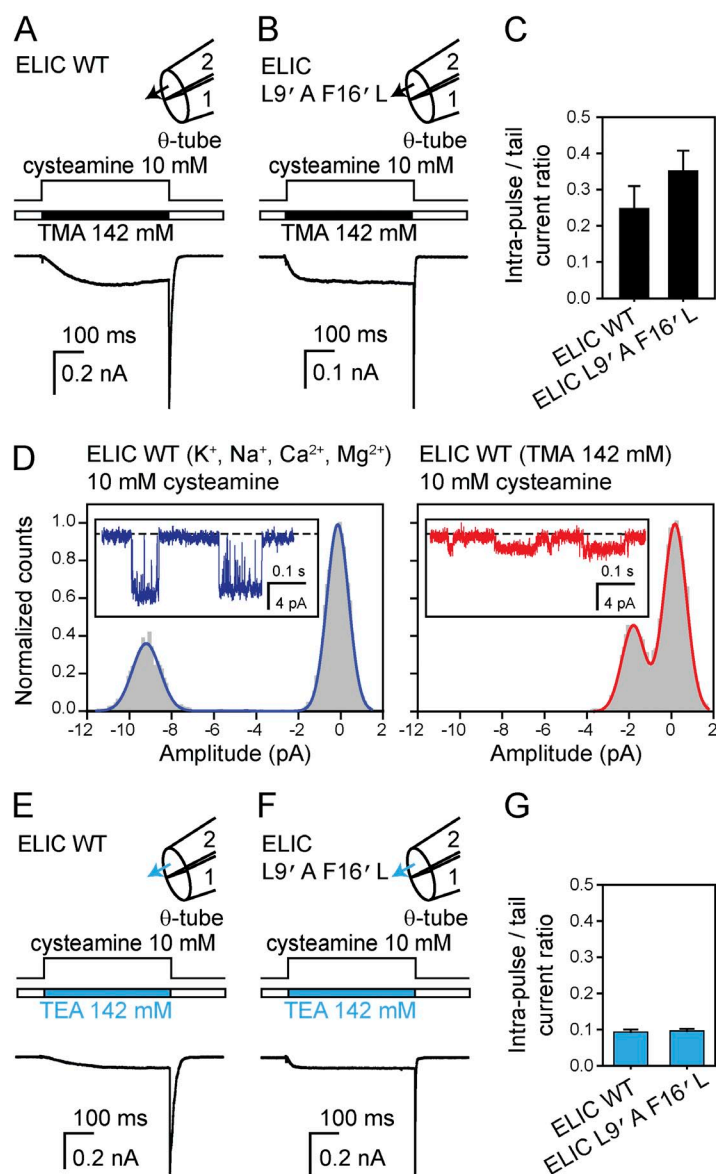 A
ELIC WT
2
1
θ-tube
cysteamine 10 mM
TMA 142 mM
100 ms
0.2 nA
B
ELIC
L9′ A F16′ L
2
1
θ-tube
cysteamine 10 mM
TMA 142 mM
100 ms
0.1 nA
C
Intra-pulse / tail
current ratio
0.5
0.4
0.3
0.2
0.1
0.0
ELIC WT
ELIC L9′ A F16′ L
D
ELIC WT (K⁺, Na⁺, Ca²⁺, Mg²⁺)
10 mM cysteamine
Normalized counts
1.0
0.8
0.6
0.4
0.2
0.0
0.1 s
4 pA
-12 -10 -8 -6 -4 -2 0 2
Amplitude (pA)
ELIC WT (TMA 142 mM)
10 mM cysteamine
0.1 s
4 pA
-12 -10 -8 -6 -4 -2 0 2
Amplitude (pA)
E
ELIC WT
2
1
θ-tube
cysteamine 10 mM
TEA 142 mM
100 ms
0.2 nA
F
ELIC
L9′ A F16′ L
2
1
θ-tube
cysteamine 10 mM
TEA 142 mM
100 ms
0.2 nA
G
Intra-pulse / tail
current ratio
0.5
0.4
0.3
0.2
0.1
0.0
ELIC WT
ELIC L9′ A F16′ L